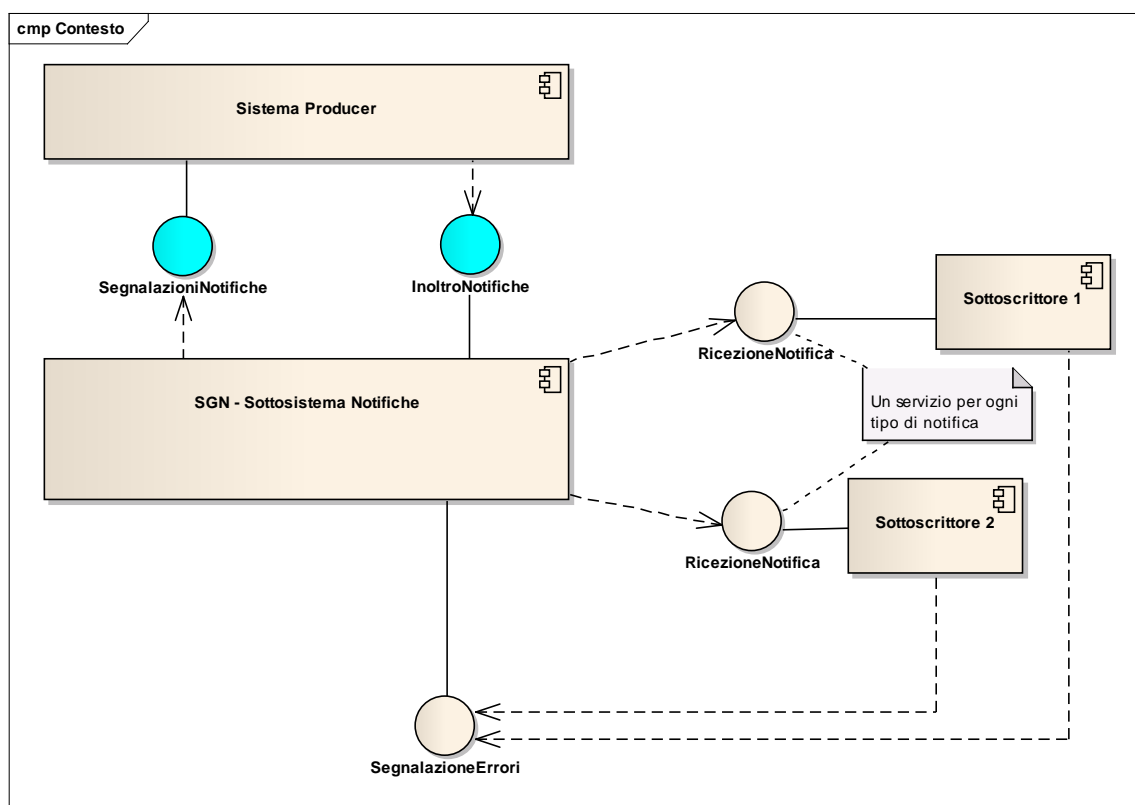 cmp Contesto
Sistema Producer
SegnalazioniNotifiche
InoltroNotifiche
Sottoscrittore 1
RicezioneNotifica
SGN - Sottosistema Notifiche
Un servizio per ogni
tipo di notifica
Sottoscrittore 2
RicezioneNotifica
SegnalazioneErrori